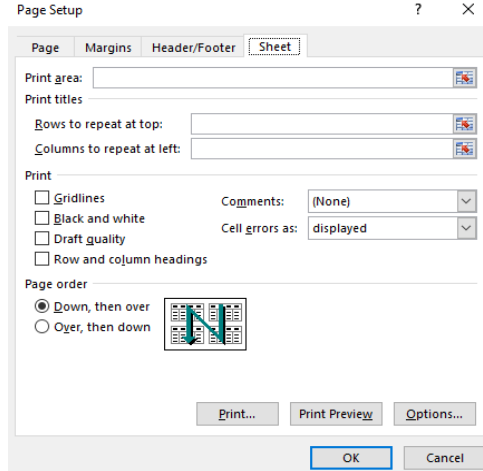 Page Setup ? ×
Page Margins Header/Footer Sheet
Print area:
Print titles
Rows to repeat at top:
Columns to repeat at left:
Print
Gridlines Comments: (None)
Black and white Cell errors as: displayed
Draft quality
Row and column headings
Page order
Down, then over
Over, then down
Print... Print Preview Options...
OK Cancel